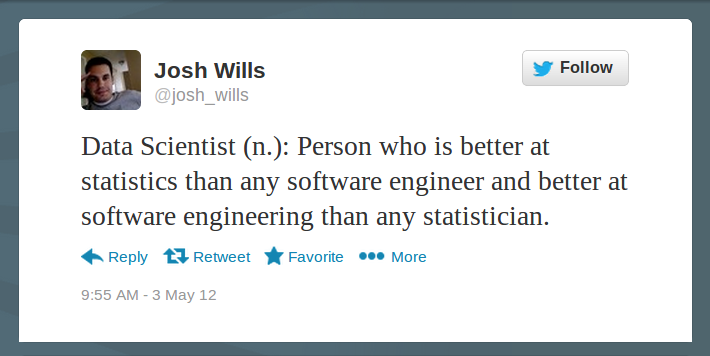 Josh Wills
@josh_wills
Follow
Data Scientist (n.): Person who is better at
statistics than any software engineer and better at
software engineering than any statistician.
Reply Retweet Favorite More
9:55 AM - 3 May 12